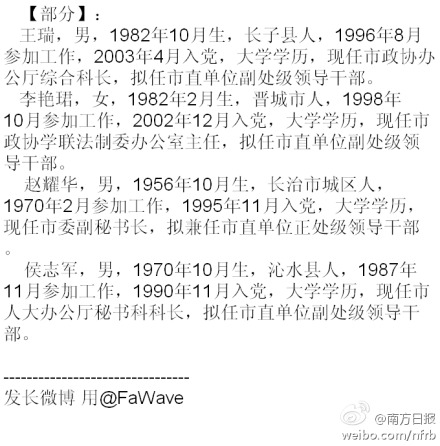 【部分】：
王瑞，男，1982年10月生，长子县人，1996年8月
参加工作，2003年4月入党，大学学历，现任市政协办
公厅综合科长，拟任市直单位副处级领导干部。
李艳珺，女，1982年2月生，晋城市人，1998年
10月参加工作，2002年12月入党，大学学历，现任市
政协学联法制委办公室主任，拟任市直单位副处级领
导干部。
赵耀华，男，1956年10月生，长治市城区人，
1970年2月参加工作，1995年11月入党，大学学历，
现任市委副秘书长，拟兼任市直单位正处级领导干部
。
侯志军，男，1970年10月生，沁水县人，1987年
11月参加工作，1990年11月入党，大学学历，现任市
人大办公厅秘书科科长，拟任市直单位副处级领导干
部。
-------------------------------
发长微博 用@FaWave
@南方日报
weibo.com/nfrb